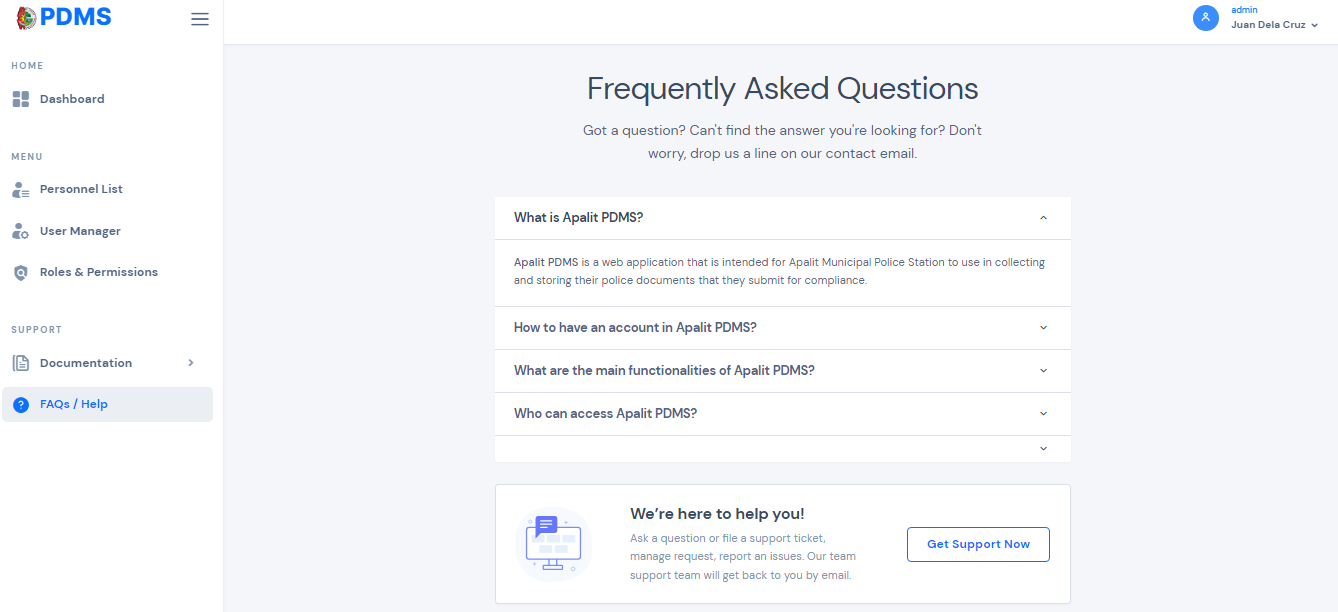 PDMS
admin
Juan Dela Cruz
HOME
Dashboard
MENU
Personnel List
User Manager
Roles & Permissions
SUPPORT
Documentation
FAQs / Help
Frequently Asked Questions
Got a question? Can't find the answer you're looking for? Don't
worry, drop us a line on our contact email.
What is Apalit PDMS?
Apalit PDMS is a web application that is intended for Apalit Municipal Police Station to use in collecting
and storing their police documents that they submit for compliance.
How to have an account in Apalit PDMS?
What are the main functionalities of Apalit PDMS?
Who can access Apalit PDMS?
We're here to help you!
Ask a question or file a support ticket,
manage request, report an issues. Our team
support team will get back to you by email.
Get Support Now